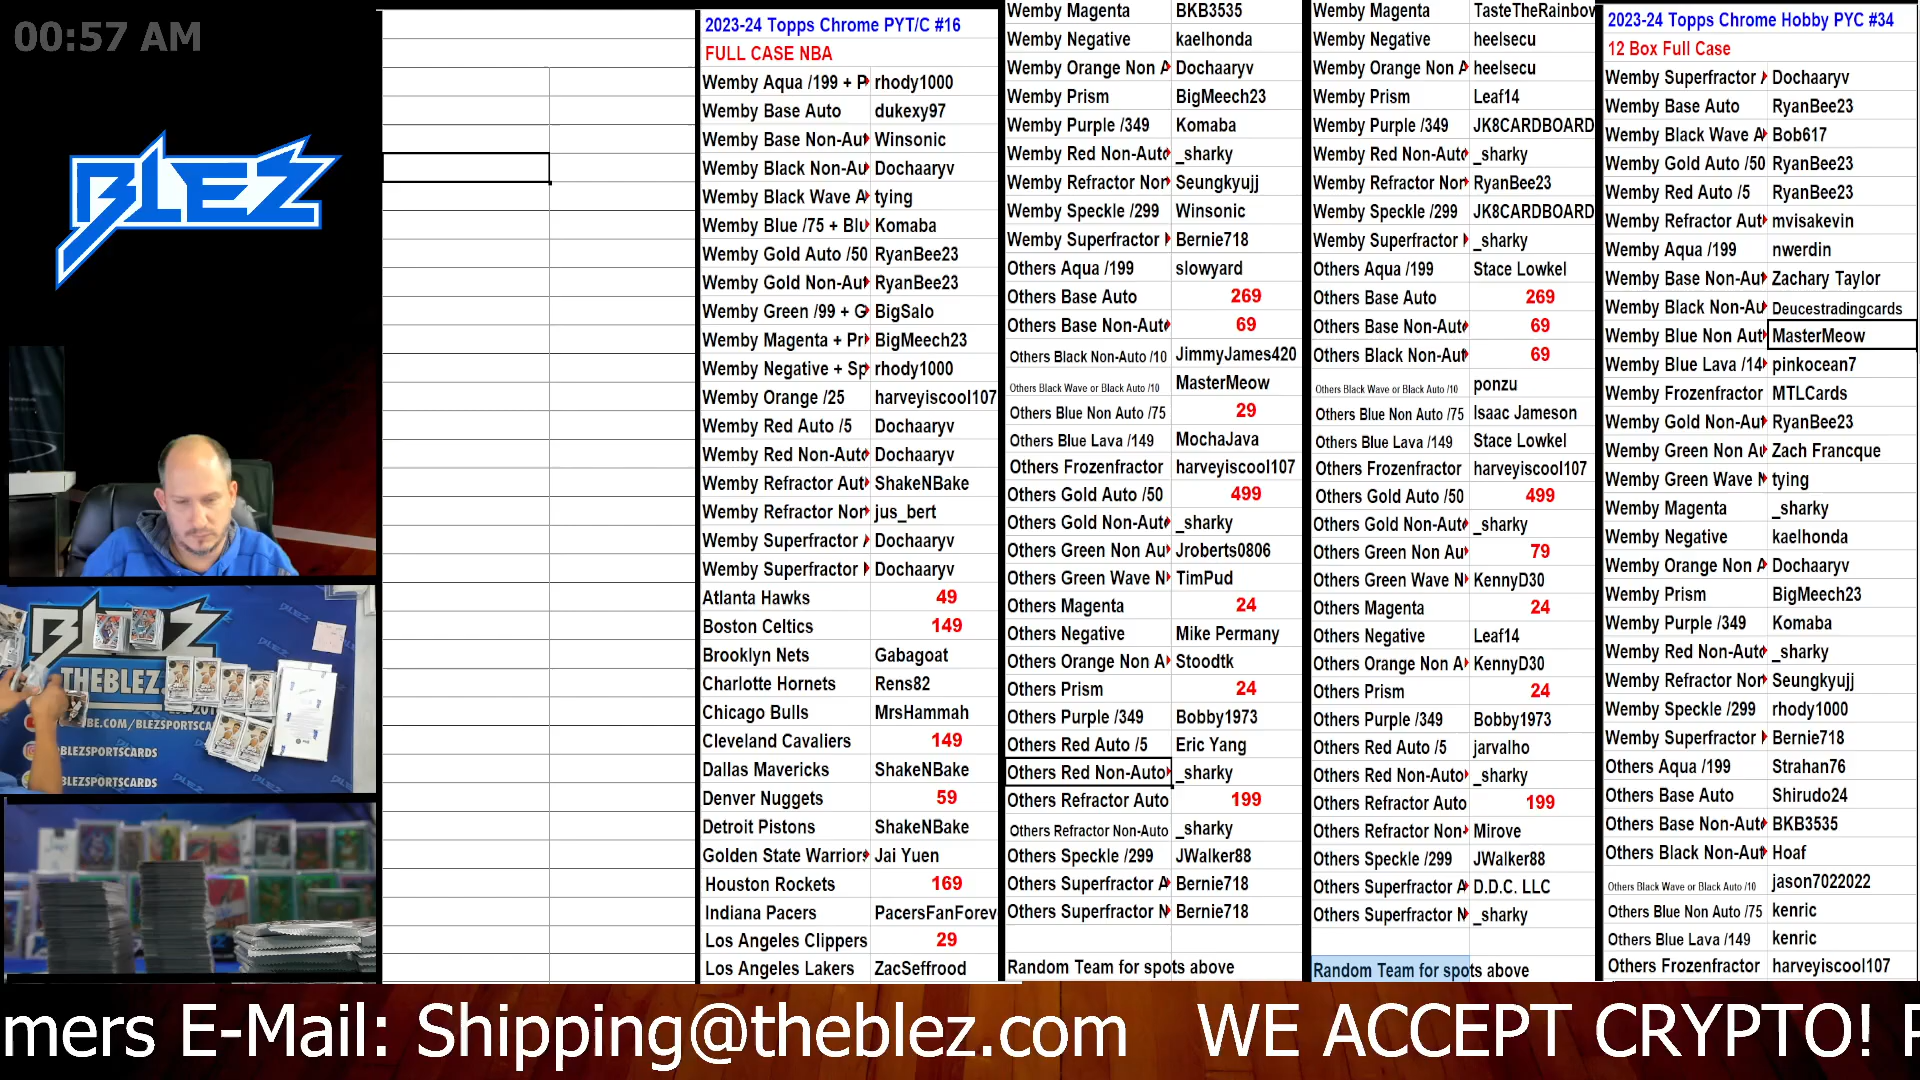 00:57 AM
BLEZ
BLEZ
THEBLEZ.
BE.COM/BLEZSPORTSCA
BLEZSPORTSCARDS
BLEZSPORTSCARDS
2023-24 Topps Chrome PYT/C #16
FULL CASE NBA
Wemby Aqua /199 + P rhody1000
Wemby Base Auto dukexy97
Wemby Base Non-Aut Winsonic
Wemby Black Non-Au Dochaaryv
Wemby Black Wave A tying
Wemby Blue /75 + Blu Komaba
Wemby Gold Auto /50 RyanBee23
Wemby Gold Non-Aut RyanBee23
Wemby Green /99 + G BigSalo
Wemby Magenta + Pr BigMeech23
Wemby Negative + Sp rhody1000
Wemby Orange /25 harveyiscool107
Wemby Red Auto /5 Dochaaryv
Wemby Red Non-Auto Dochaaryv
Wemby Refractor Aut ShakeNBake
Wemby Refractor Nor jus_bert
Wemby Superfractor Dochaaryv
Wemby Superfractor Dochaaryv
Atlanta Hawks 49
Boston Celtics 149
Brooklyn Nets Gabagoat
Charlotte Hornets Rens82
Chicago Bulls MrsHammah
Cleveland Cavaliers 149
Dallas Mavericks ShakeNBake
Denver Nuggets 59
Detroit Pistons ShakeNBake
Golden State Warriors Jai Yuen
Houston Rockets 169
Indiana Pacers PacersFanForev
Los Angeles Clippers 29
Los Angeles Lakers ZacSeffrood
Wemby Magenta BKB3535
Wemby Negative kaelhonda
Wemby Orange Non A Dochaaryv
Wemby Prism BigMeech23
Wemby Purple /349 Komaba
Wemby Red Non-Auto _sharky
Wemby Refractor Nor Seungkyujj
Wemby Speckle /299 Winsonic
Wemby Superfractor N Bernie718
Others Aqua /199 slowyard
Others Base Auto 269
Others Base Non-Auto 69
Others Black Non-Auto /10 JimmyJames420
Others Black Wave or Black Auto /10 MasterMeow
Others Blue Non Auto /75 29
Others Blue Lava /149 MochaJava
Others Frozenfractor harveyiscool107
Others Gold Auto /50 499
Others Gold Non-Auto _sharky
Others Green Non Au Jroberts0806
Others Green Wave N TimPud
Others Magenta 24
Others Negative Mike Permany
Others Orange Non A Stoodtk
Others Prism 24
Others Purple /349 Bobby1973
Others Red Auto /5 Eric Yang
Others Red Non-Auto _sharky
Others Refractor Auto 199
Others Refractor Non-Auto _sharky
Others Speckle /299 JWalker88
Others Superfractor A Bernie718
Others Superfractor N Bernie718
Random Team for spots above
Wemby Magenta TasteTheRainbov
Wemby Negative heelsecu
Wemby Orange Non A heelsecu
Wemby Prism Leaf14
Wemby Purple /349 JK8CARDBOARD
Wemby Red Non-Auto _sharky
Wemby Refractor Nor RyanBee23
Wemby Speckle /299 JK8CARDBOARD
Wemby Superfractor _sharky
Others Aqua /199 Stace Lowkel
Others Base Auto 269
Others Base Non-Auto 69
Others Black Non-Aut 69
Others Black Wave or Black Auto /10 ponzu
Others Blue Non Auto /75 Isaac Jameson
Others Blue Lava /149 Stace Lowkel
Others Frozenfractor harveyiscool107
Others Gold Auto /50 499
Others Gold Non-Auto _sharky
Others Green Non Au 79
Others Green Wave N KennyD30
Others Magenta 24
Others Negative Leaf14
Others Orange Non A KennyD30
Others Prism 24
Others Purple /349 Bobby1973
Others Red Auto /5 jarvalho
Others Red Non-Auto _sharky
Others Refractor Auto 199
Others Refractor Non- Mirove
Others Speckle /299 JWalker88
Others Superfractor A D.D.C. LLC
Others Superfractor N _sharky
Random Team for spots above
2023-24 Topps Chrome Hobby PYC #34
12 Box Full Case
Wemby Superfractor A Dochaaryv
Wemby Base Auto RyanBee23
Wemby Black Wave A Bob617
Wemby Gold Auto /50 RyanBee23
Wemby Red Auto /5 RyanBee23
Wemby Refractor Aut mvisakevin
Wemby Aqua /199 nwerdin
Wemby Base Non-Aut Zachary Taylor
Wemby Black Non-Au Deucestradingcards
Wemby Blue Non Aut MasterMeow
Wemby Blue Lava /14 pinkocean7
Wemby Frozenfractor MTLCards
Wemby Gold Non-Aut RyanBee23
Wemby Green Non Au Zach Francque
Wemby Green Wave N tying
Wemby Magenta _sharky
Wemby Negative kaelhonda
Wemby Orange Non A Dochaaryv
Wemby Prism BigMeech23
Wemby Purple /349 Komaba
Wemby Red Non-Auto _sharky
Wemby Refractor Nor Seungkyujj
Wemby Speckle /299 rhody1000
Wemby Superfractor Bernie718
Others Aqua /199 Strahan76
Others Base Auto Shirudo24
Others Base Non-Auto BKB3535
Others Black Non-Aut Hoaf
Others Black Wave or Black Auto /10 jason7022022
Others Blue Non Auto /75 kenric
Others Blue Lava /149 kenric
Others Frozenfractor harveyiscool107
mers E-Mail: Shipping@theblez.com WE ACCEPT CRYPTO!